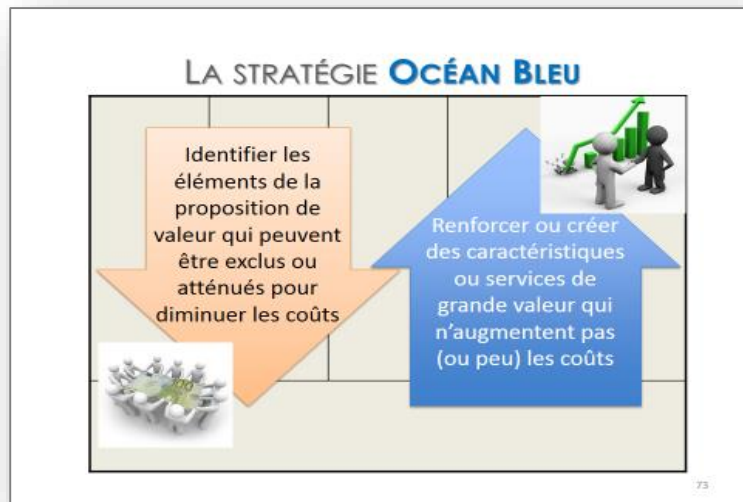 LA STRATÉGIE OCÉAN BLEU
Identifier les
éléments de la
proposition de
valeur qui peuvent
être exclus ou
atténués pour
diminuer les coûts
Renforcer ou créer
des caractéristiques
ou services de
grande valeur qui
n'augmentent pas
(ou peu) les coûts
100
73